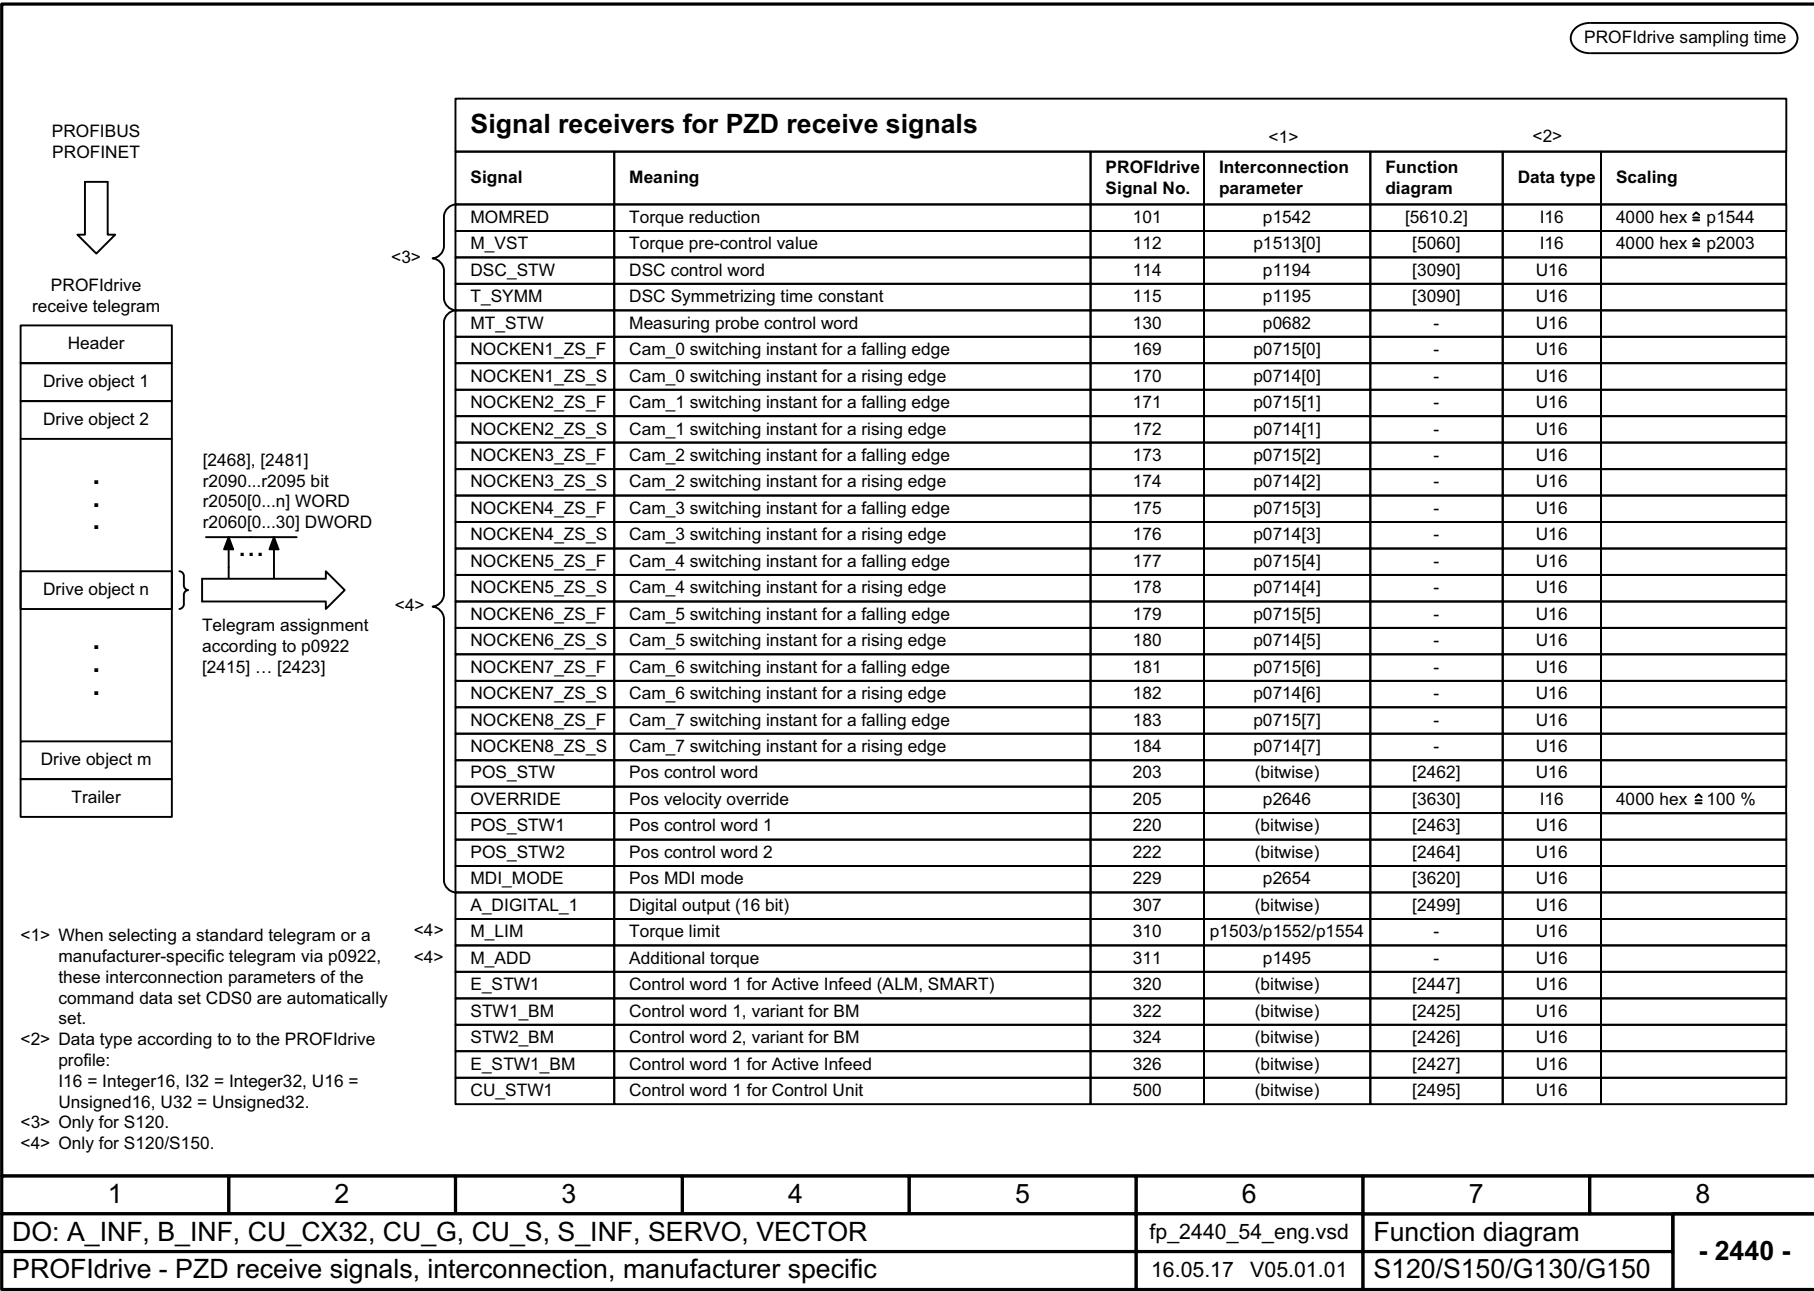 PROFIdrive sampling time
PROFIBUS
PROFINET
PROFIdrive
receive telegram
Header
Drive object 1
Drive object 2
.
.
.
Drive object n
.
.
.
Drive object m
Trailer
[2468], [2481]
r2090...r2095 bit
r2050[0...n] WORD
r2060[0...30] DWORD
...
Telegram assignment
according to p0922
[2415] … [2423]
Signal receivers for PZD receive signals <1> <2>
Signal Meaning PROFIdrive Signal No. Interconnection parameter Function diagram Data type Scaling
<3>
MOMRED Torque reduction 101 p1542 [5610.2] I16 4000 hex ≙ p1544
M_VST Torque pre-control value 112 p1513[0] [5060] I16 4000 hex ≙ p2003
DSC_STW DSC control word 114 p1194 [3090] U16
T_SYMM DSC Symmetrizing time constant 115 p1195 [3090] U16
<4>
MT_STW Measuring probe control word 130 p0682 - U16
NOCKEN1_ZS_F Cam_0 switching instant for a falling edge 169 p0715[0] - U16
NOCKEN1_ZS_S Cam_0 switching instant for a rising edge 170 p0714[0] - U16
NOCKEN2_ZS_F Cam_1 switching instant for a falling edge 171 p0715[1] - U16
NOCKEN2_ZS_S Cam_1 switching instant for a rising edge 172 p0714[1] - U16
NOCKEN3_ZS_F Cam_2 switching instant for a falling edge 173 p0715[2] - U16
NOCKEN3_ZS_S Cam_2 switching instant for a rising edge 174 p0714[2] - U16
NOCKEN4_ZS_F Cam_3 switching instant for a falling edge 175 p0715[3] - U16
NOCKEN4_ZS_S Cam_3 switching instant for a rising edge 176 p0714[3] - U16
NOCKEN5_ZS_F Cam_4 switching instant for a falling edge 177 p0715[4] - U16
NOCKEN5_ZS_S Cam_4 switching instant for a rising edge 178 p0714[4] - U16
NOCKEN6_ZS_F Cam_5 switching instant for a falling edge 179 p0715[5] - U16
NOCKEN6_ZS_S Cam_5 switching instant for a rising edge 180 p0714[5] - U16
NOCKEN7_ZS_F Cam_6 switching instant for a falling edge 181 p0715[6] - U16
NOCKEN7_ZS_S Cam_6 switching instant for a rising edge 182 p0714[6] - U16
NOCKEN8_ZS_F Cam_7 switching instant for a falling edge 183 p0715[7] - U16
NOCKEN8_ZS_S Cam_7 switching instant for a rising edge 184 p0714[7] - U16
POS_STW Pos control word 203 (bitwise) [2462] U16
OVERRIDE Pos velocity override 205 p2646 [3630] I16 4000 hex ≙ 100 %
POS_STW1 Pos control word 1 220 (bitwise) [2463] U16
POS_STW2 Pos control word 2 222 (bitwise) [2464] U16
MDI_MODE Pos MDI mode 229 p2654 [3620] U16
A_DIGITAL_1 Digital output (16 bit) 307 (bitwise) [2499] U16
<4> M_LIM Torque limit 310 p1503/p1552/p1554 - U16
<4> M_ADD Additional torque 311 p1495 - U16
E_STW1 Control word 1 for Active Infeed (ALM, SMART) 320 (bitwise) [2447] U16
STW1_BM Control word 1, variant for BM 322 (bitwise) [2425] U16
STW2_BM Control word 2, variant for BM 324 (bitwise) [2426] U16
E_STW1_BM Control word 1 for Active Infeed 326 (bitwise) [2427] U16
CU_STW1 Control word 1 for Control Unit 500 (bitwise) [2495] U16
<1> When selecting a standard telegram or a
manufacturer-specific telegram via p0922,
these interconnection parameters of the
command data set CDS0 are automatically
set.
<2> Data type according to to the PROFIdrive
profile:
I16 = Integer16, I32 = Integer32, U16 =
Unsigned16, U32 = Unsigned32.
<3> Only for S120.
<4> Only for S120/S150.
1 2 3 4 5 6 7 8
DO: A_INF, B_INF, CU_CX32, CU_G, CU_S, S_INF, SERVO, VECTOR fp_2440_54_eng.vsd Function diagram
- 2440 -
PROFIdrive - PZD receive signals, interconnection, manufacturer specific 16.05.17 V05.01.01 S120/S150/G130/G150